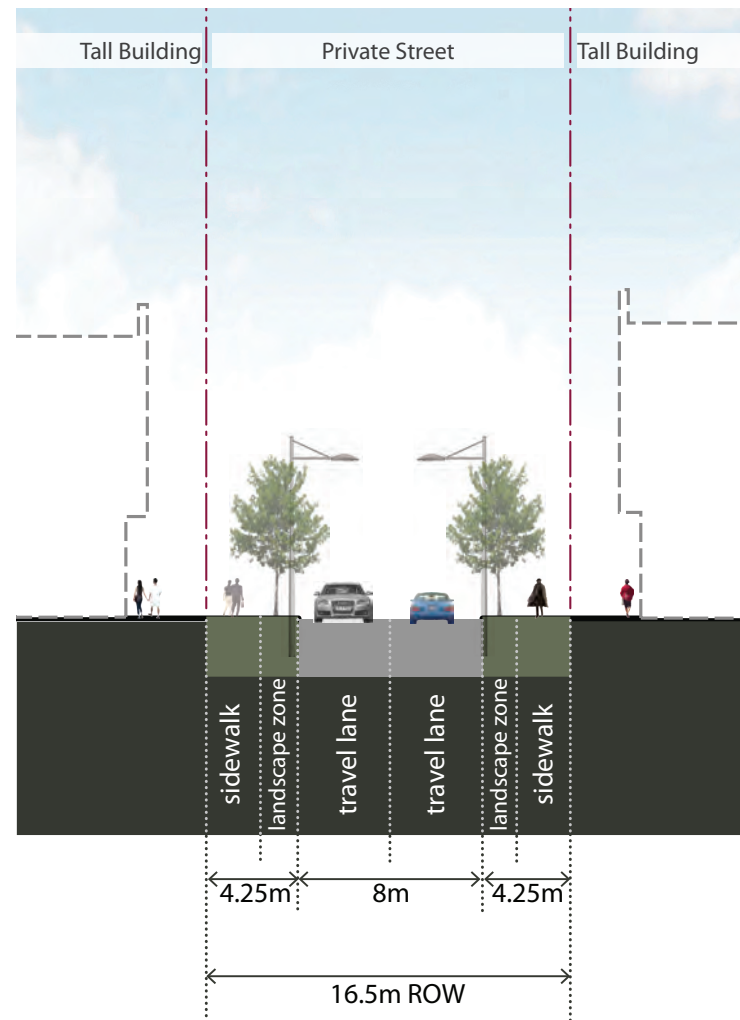 Tall Building
Private Street
Tall Building
sidewalk
landscape zone
travel lane
travel lane
landscape zone
sidewalk
4.25m
8m
4.25m
16.5m ROW